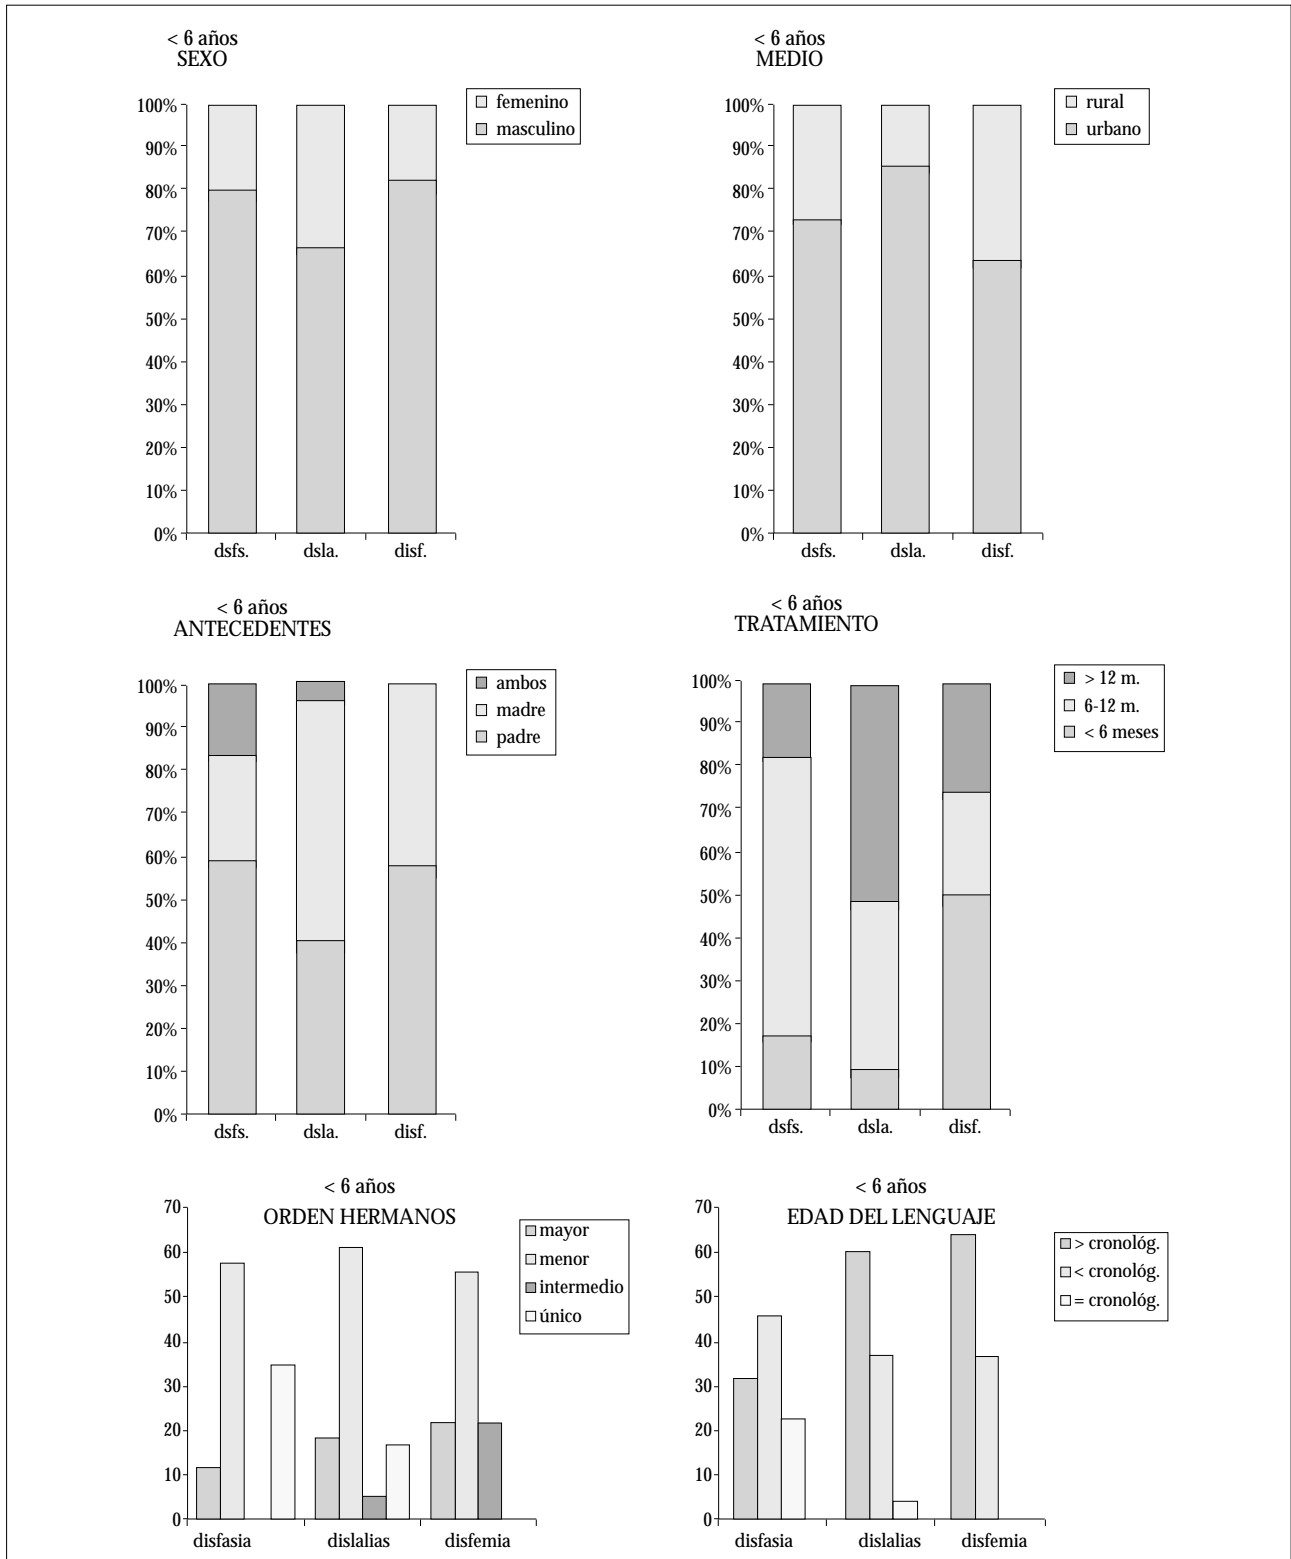 < 6 años
SEXO
femenino
masculino
100%
90%
80%
70%
60%
50%
40%
30%
20%
10%
0%
dsfs. dsla. disf.
< 6 años
MEDIO
rural
urbano
100%
90%
80%
70%
60%
50%
40%
30%
20%
10%
0%
dsfs. dsla. disf.
< 6 años
ANTECEDENTES
ambos
madre
padre
100%
90%
80%
70%
60%
50%
40%
30%
20%
10%
0%
dsfs. dsla. disf.
< 6 años
TRATAMIENTO
> 12 m.
6-12 m.
< 6 meses
100%
90%
80%
70%
60%
50%
40%
30%
20%
10%
0%
dsfs. dsla. disf.
< 6 años
ORDEN HERMANOS
mayor
menor
intermedio
único
70
60
50
40
30
20
10
0
disfasia dislalias disfemia
< 6 años
EDAD DEL LENGUAJE
> cronológ.
< cronológ.
= cronológ.
70
60
50
40
30
20
10
0
disfasia dislalias disfemia